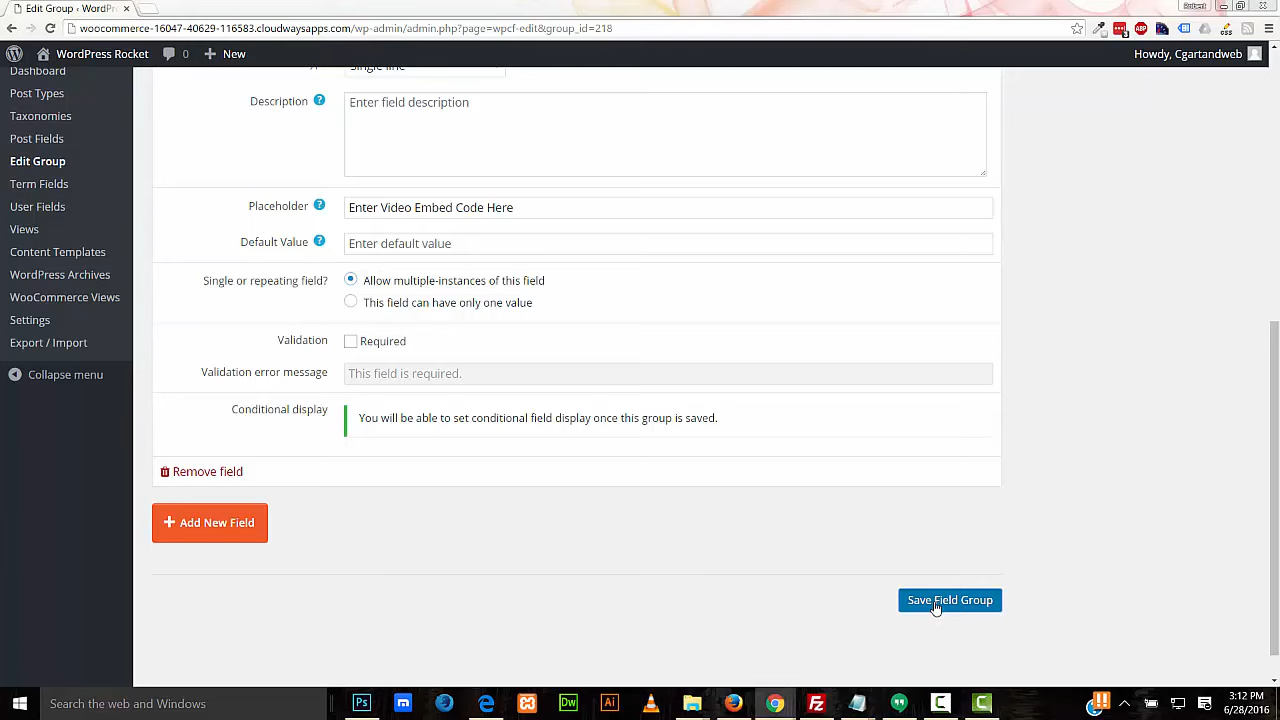 Edit Group ‹ WordPr
Robert
woocommerce-16047-40629-116583.cloudwaysapps.com/wp-admin/admin.php?page=wpcf-edit&group_id=218
WordPress Rocket
0
New
Howdy, Cgartandweb
Dashboard
Post Types
Taxonomies
Post Fields
Edit Group
Term Fields
User Fields
Views
Content Templates
WordPress Archives
WooCommerce Views
Settings
Export / Import
Collapse menu
Single line
Description
Enter field description
Placeholder
Enter Video Embed Code Here
Default Value
Enter default value
Single or repeating field?
Allow multiple-instances of this field
This field can have only one value
Validation
Required
Validation error message
This field is required.
Conditional display
You will be able to set conditional field display once this group is saved.
Remove field
Add New Field
Save Field Group
Search the web and Windows
3:12 PM
6/28/2016